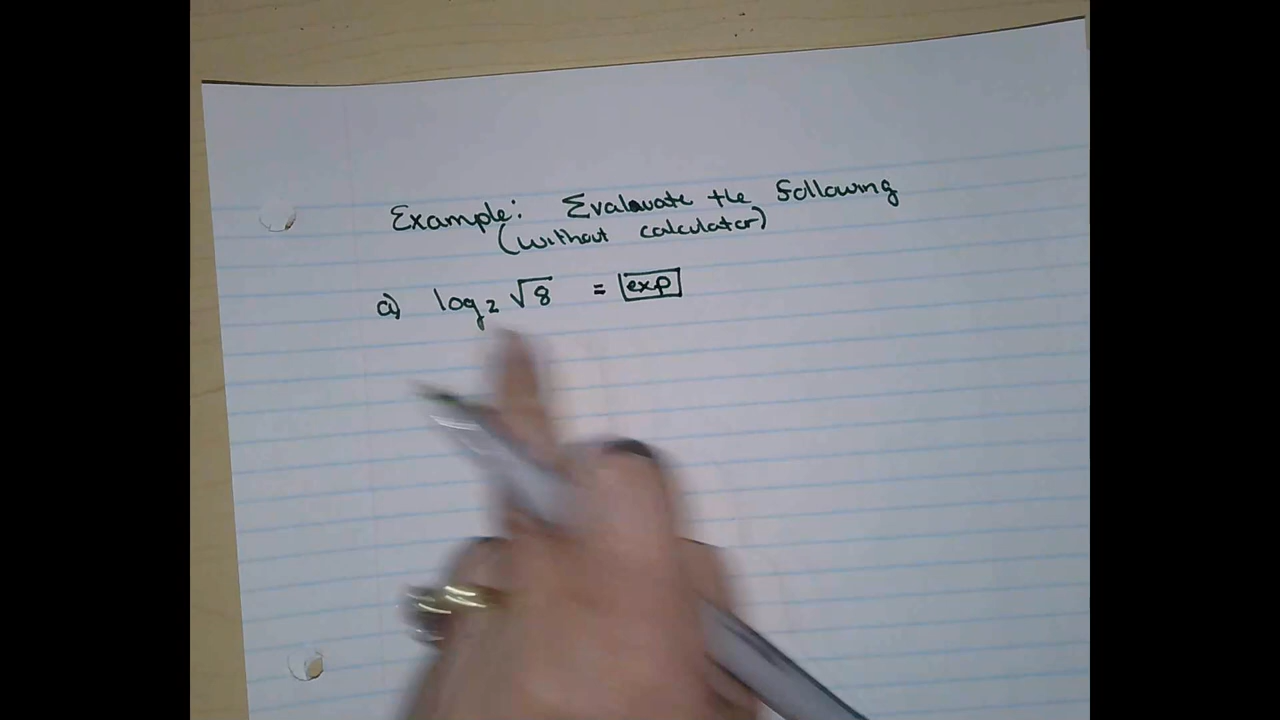 Example: Evaluate the following
(without calculator)
a) log₂ √8 = exp